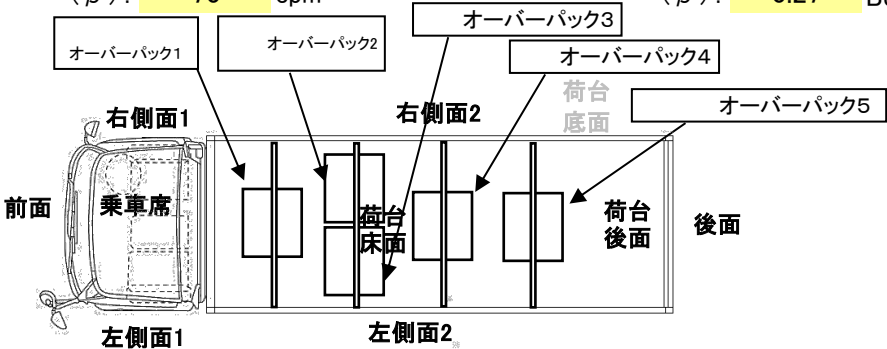 オーバーパック1
オーバーパック2
オーバーパック3
オーバーパック4
オーバーパック5
右側面1
右側面2
荷台
底面
前面
乗車席
荷台
床面
荷台
後面
後面
左側面1
左側面2